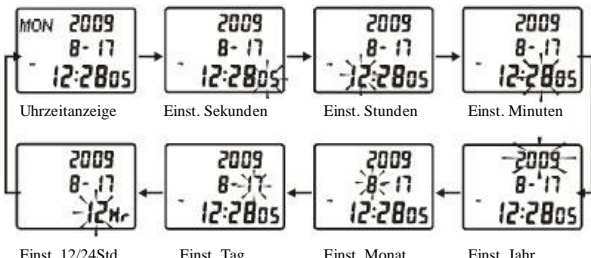 MON 2009 2009 2009 2009
8-17 8-17 8-17 8-17
12:28 05 12:28 05 12:28 05 12:28 05
Uhrzeitanzeige Einst. Sekunden Einst. Stunden Einst. Minuten
2009 2009 2009 2009
8-17 8-17 8-17 8-17
12Hr 12:28 05 12:28 05 12:28 05
Einst. 12/24Std Einst. Tag Einst. Monat Einst. Jahr